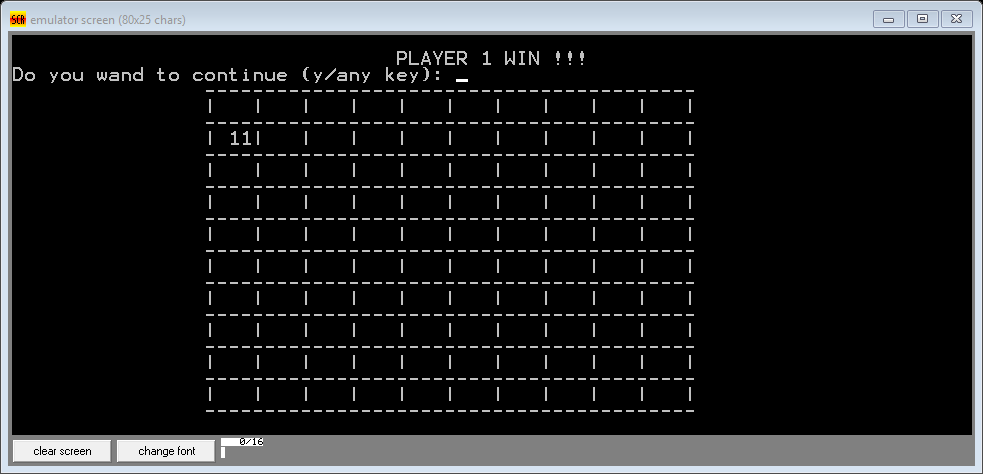 emulator screen (80x25 chars)
PLAYER 1 WIN !!!
Do you wand to continue (y/any key): _
11
clear screen
change font
0/16